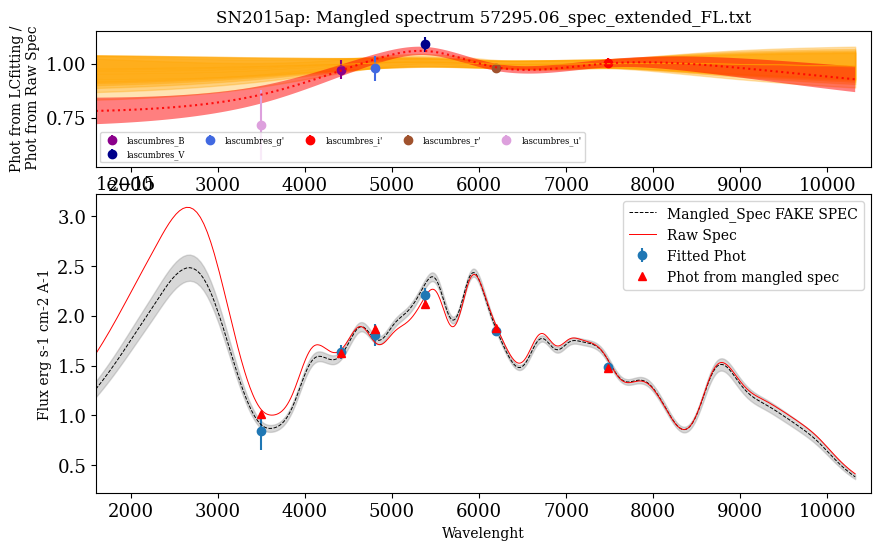 SN2015ap: Mangled spectrum 57295.06_spec_extended_FL.txt
Phot from LCfitting /
Phot from Raw Spec
1.00
0.75
lascumbres_B
lascumbres_V
lascumbres_g'
lascumbres_i'
lascumbres_r'
lascumbres_u'
2000 3000 4000 5000 6000 7000 8000 9000 10000
1e−15
Flux erg s-1 cm-2 A-1
3.0
2.5
2.0
1.5
1.0
0.5
Mangled_Spec FAKE SPEC
Raw Spec
Fitted Phot
Phot from mangled spec
2000 3000 4000 5000 6000 7000 8000 9000 10000
Wavelenght